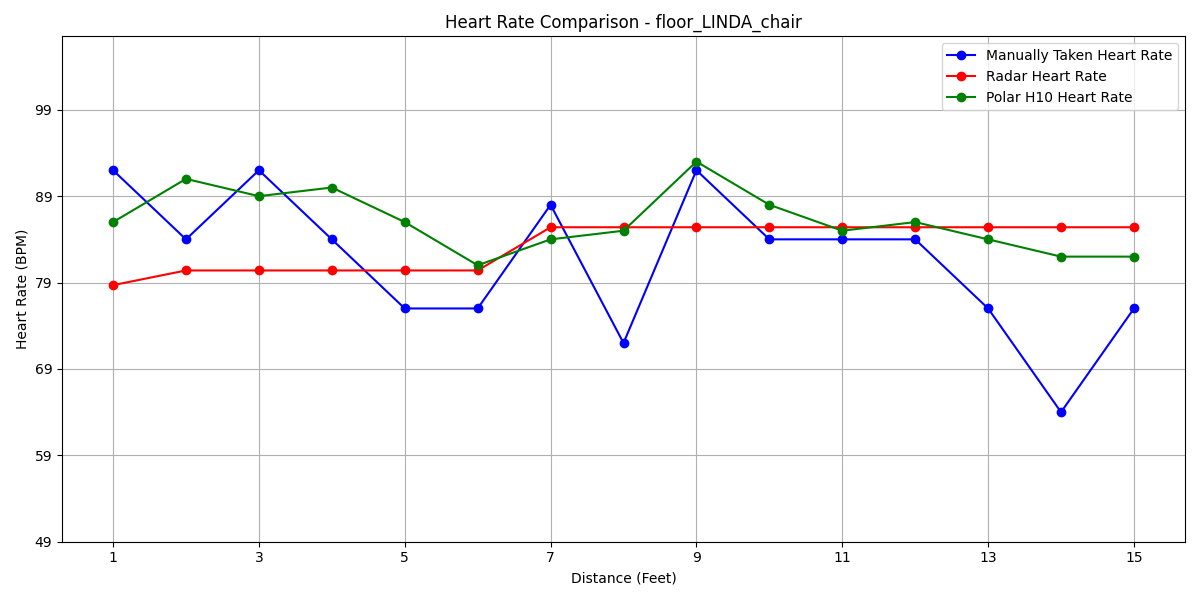 Heart Rate Comparison - floor_LINDA_chair
Manually Taken Heart Rate
Radar Heart Rate
Polar H10 Heart Rate
Heart Rate (BPM)
99
89
79
69
59
49
1 3 5 7 9 11 13 15
Distance (Feet)